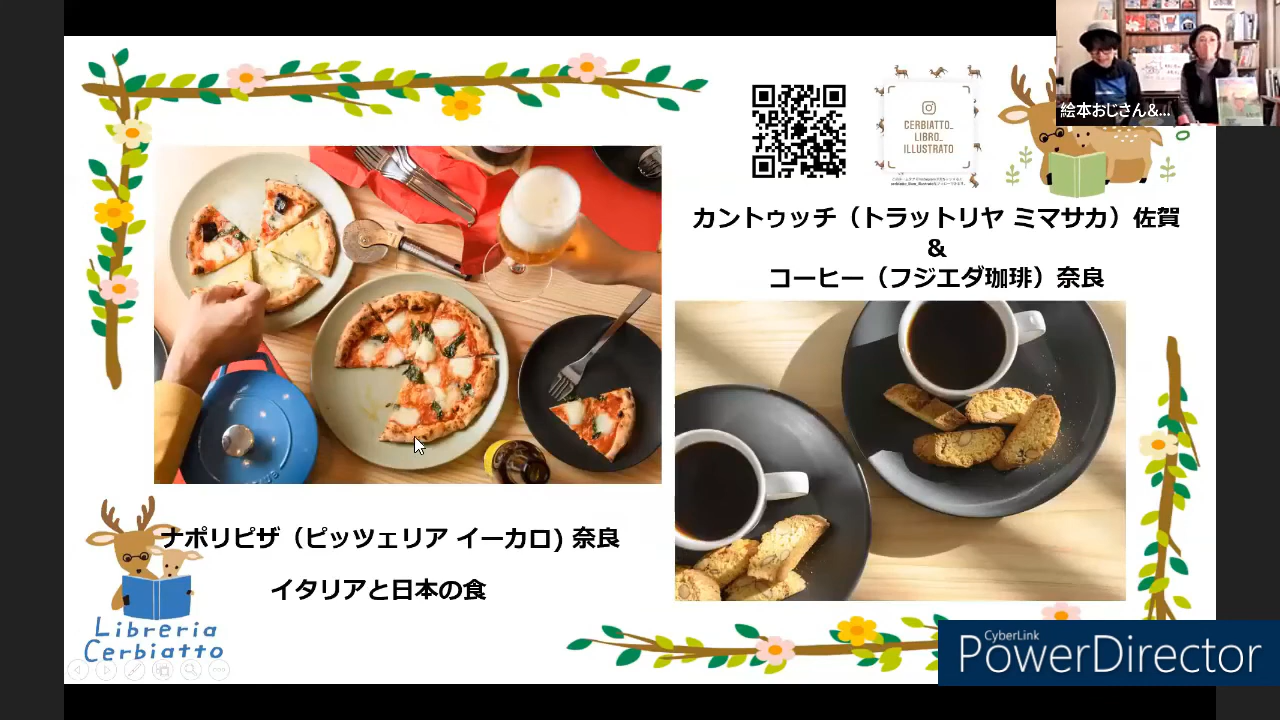 絵本おじさん＆...
CERBIATTO_
LIBRO_
ILLUSTRATO
カントゥッチ（トラットリヤ ミマサカ）佐賀
&
コーヒー（フジエダ珈琲）奈良
ナポリピザ（ピッツェリア イーカロ) 奈良
イタリアと日本の食
Libreria
Cerbiatto
CyberLink
PowerDirector